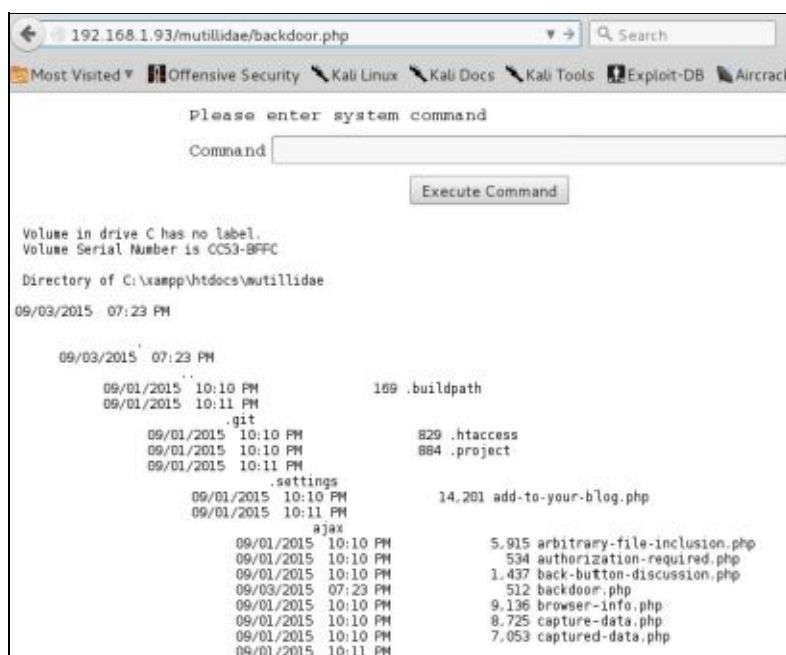 192.168.1.93/mutillidae/backdoor.php Search
Most Visited Offensive Security Kali Linux Kali Docs Kali Tools Exploit-DB Aircrack
Please enter system command
Command
Execute Command
Volume in drive C has no label.
Volume Serial Number is CC53-BFFC
Directory of C:\xampp\htdocs\mutillidae
09/03/2015 07:23 PM
.
09/03/2015 07:23 PM
..
09/01/2015 10:10 PM 169 .buildpath
09/01/2015 10:11 PM
.git
09/01/2015 10:10 PM 829 .htaccess
09/01/2015 10:10 PM 884 .project
09/01/2015 10:11 PM
.settings
09/01/2015 10:10 PM 14,201 add-to-your-blog.php
09/01/2015 10:11 PM
ajax
09/01/2015 10:10 PM 5,915 arbitrary-file-inclusion.php
09/01/2015 10:10 PM 534 authorization-required.php
09/01/2015 10:10 PM 1,437 back-button-discussion.php
09/03/2015 07:23 PM 512 backdoor.php
09/01/2015 10:10 PM 9,136 browser-info.php
09/01/2015 10:10 PM 8,725 capture-data.php
09/01/2015 10:10 PM 7,053 captured-data.php
09/01/2015 10:11 PM